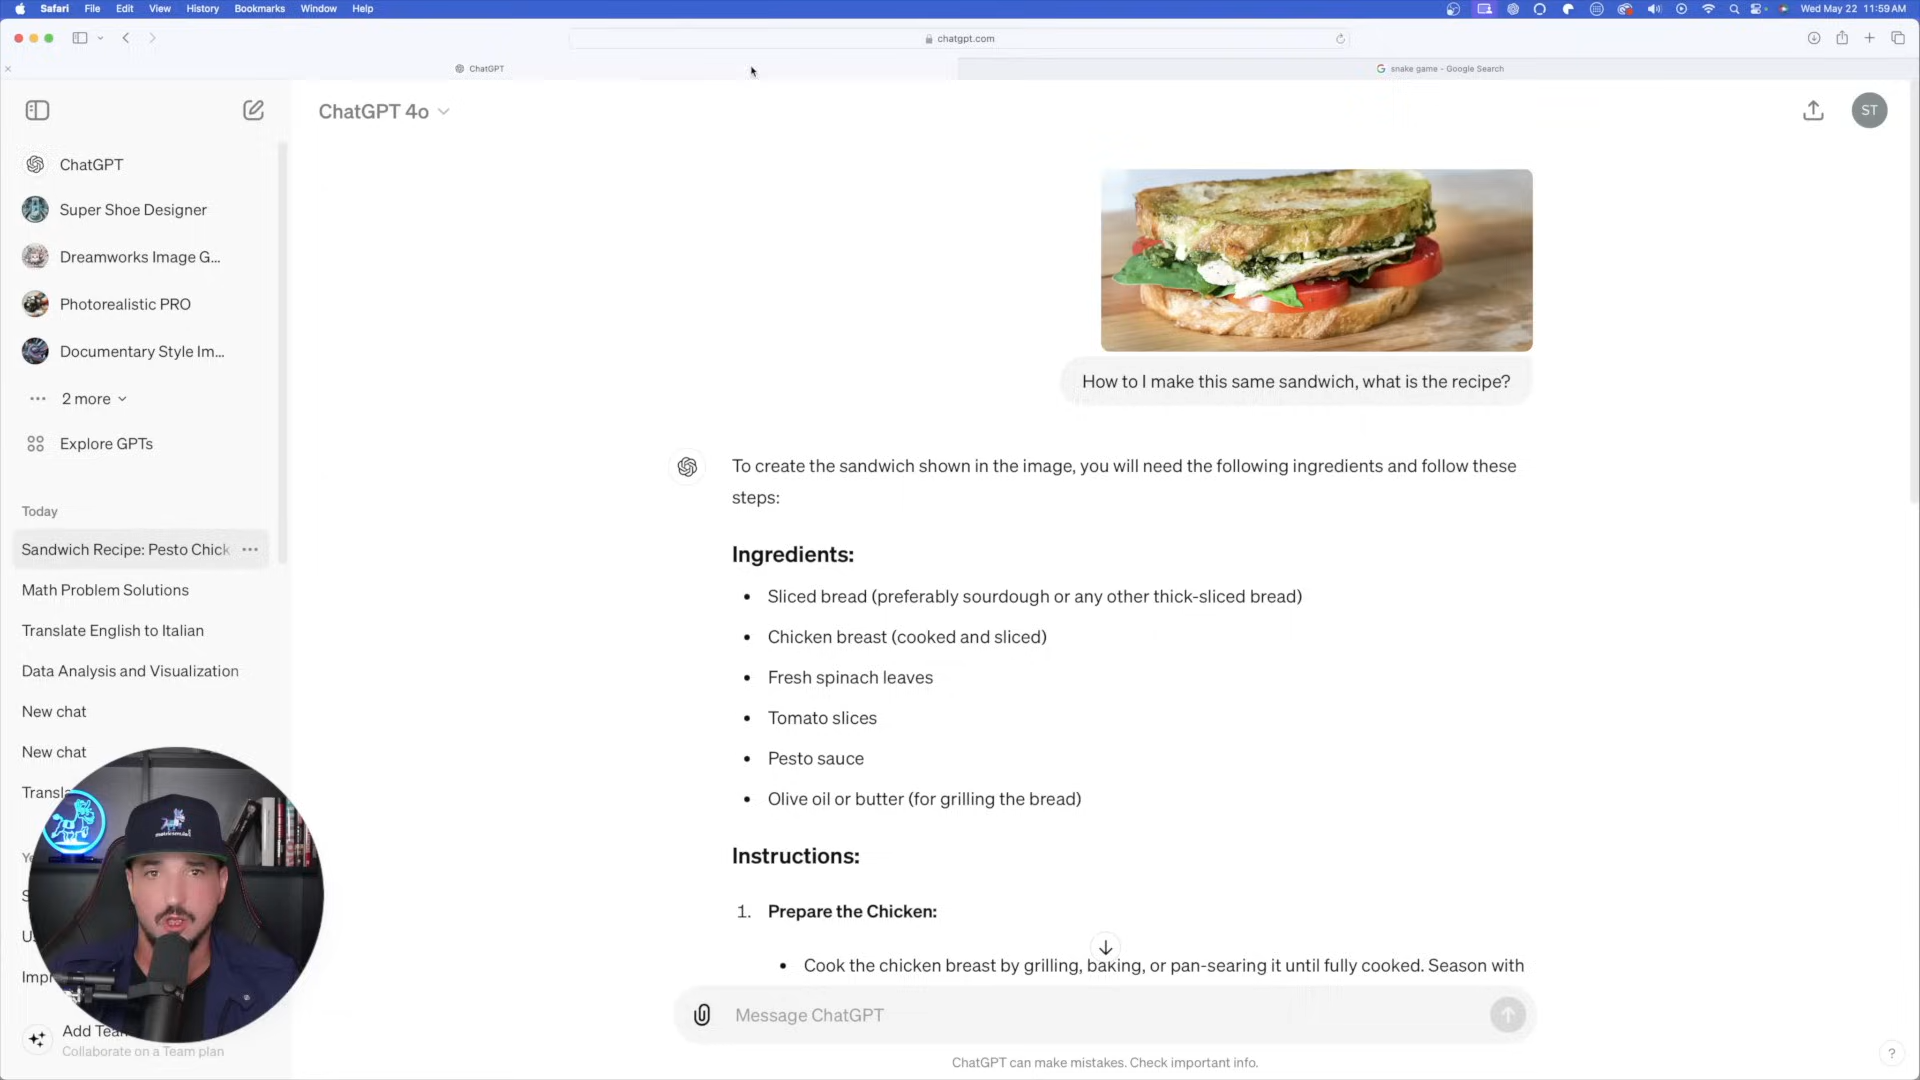 Safari File Edit View History Bookmarks Window Help
Wed May 22 11:59 AM
chatgpt.com
ChatGPT
snake game - Google Search
ChatGPT 4o
ST
ChatGPT
Super Shoe Designer
Dreamworks Image G...
Photorealistic PRO
Documentary Style Im...
2 more
Explore GPTs
Today
Sandwich Recipe: Pesto Chick
Math Problem Solutions
Translate English to Italian
Data Analysis and Visualization
New chat
New chat
Transla
Ye
S
U
Imp
Add Tea
Collaborate on a Team plan
How to I make this same sandwich, what is the recipe?
To create the sandwich shown in the image, you will need the following ingredients and follow these
steps:
Ingredients:
• Sliced bread (preferably sourdough or any other thick-sliced bread)
• Chicken breast (cooked and sliced)
• Fresh spinach leaves
• Tomato slices
• Pesto sauce
• Olive oil or butter (for grilling the bread)
Instructions:
1. Prepare the Chicken:
• Cook the chicken breast by grilling, baking, or pan-searing it until fully cooked. Season with
Message ChatGPT
ChatGPT can make mistakes. Check important info.
?